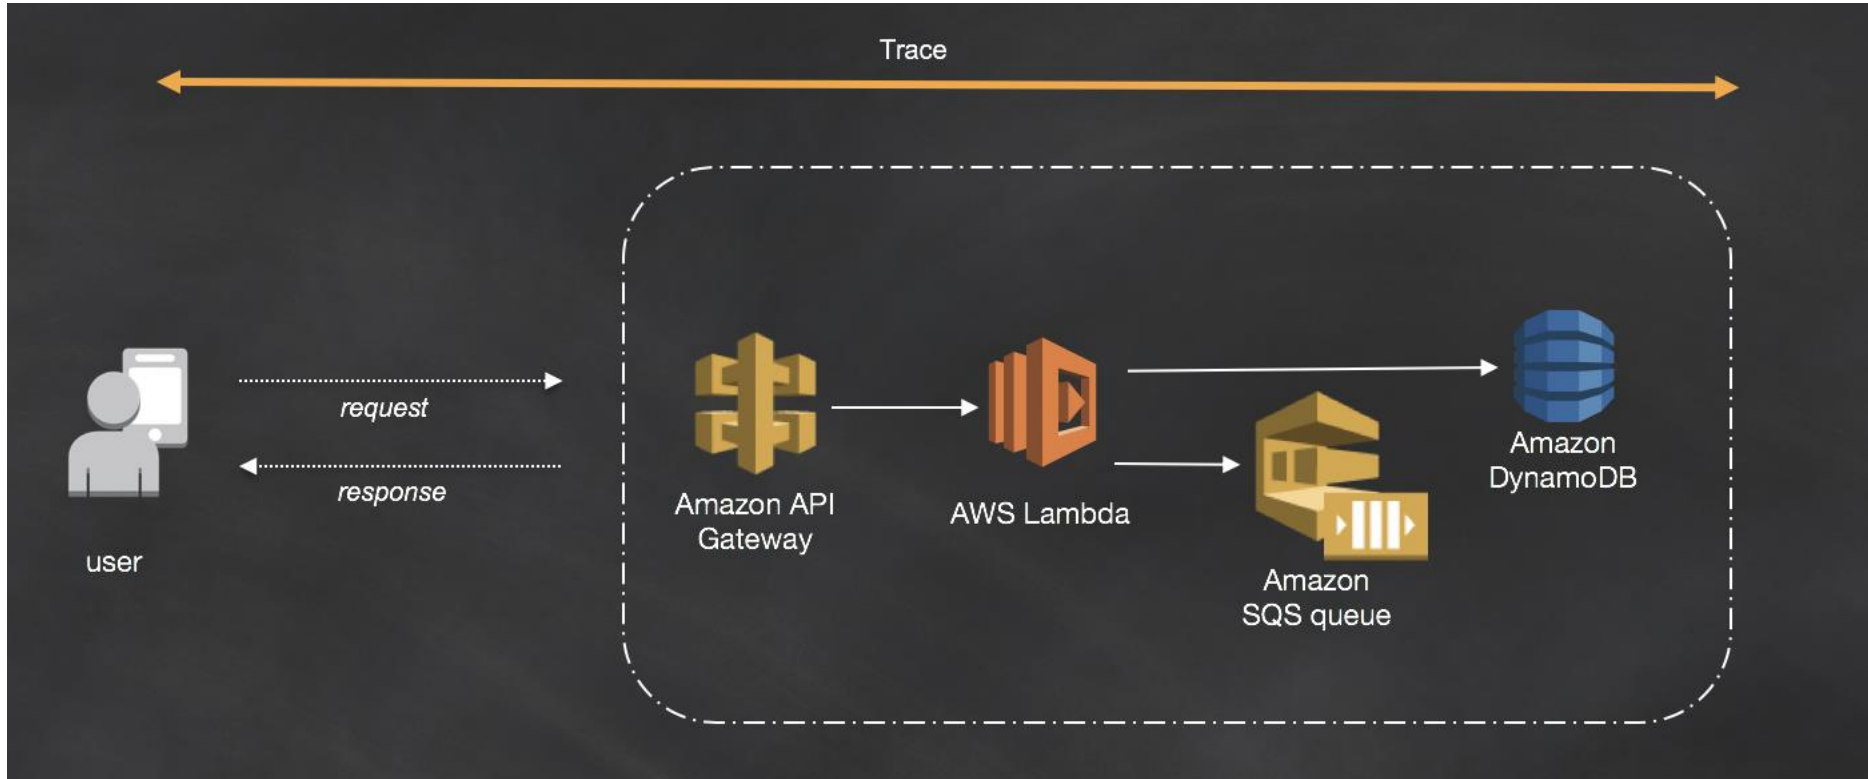 Trace
request
response
user
Amazon API
Gateway
AWS Lambda
Amazon
SQS queue
Amazon
DynamoDB